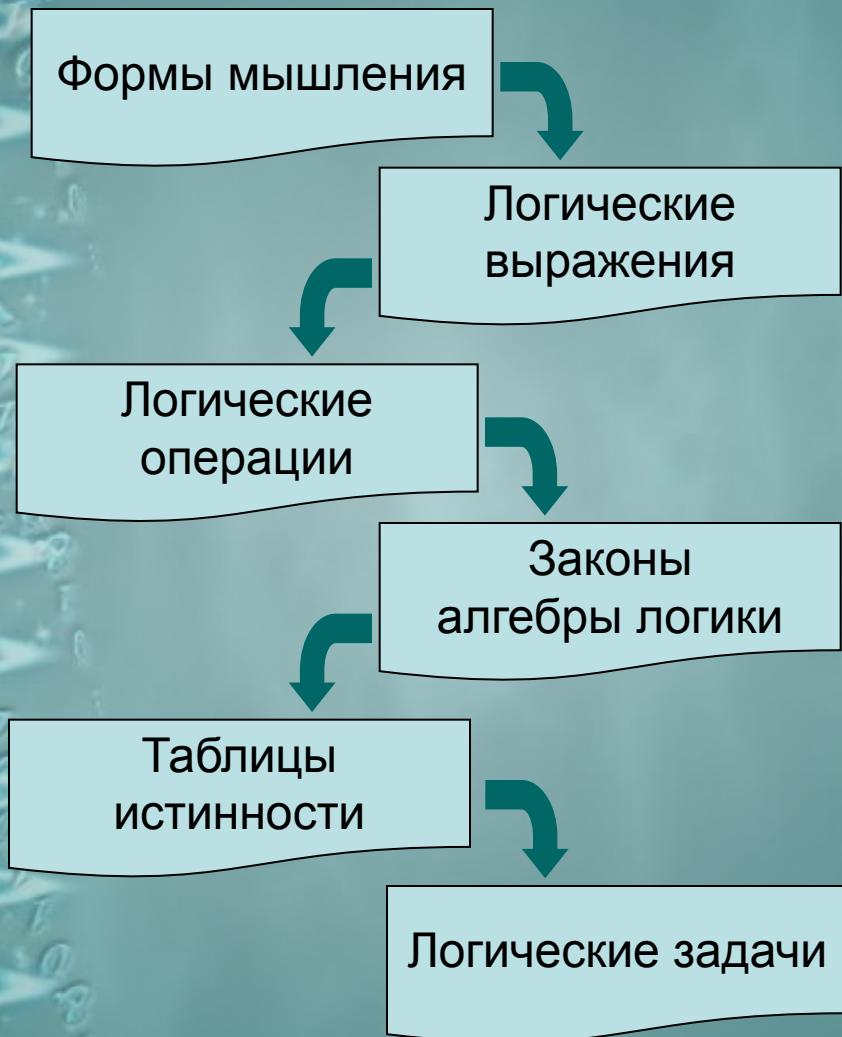 Формы мышления
Логические
выражения
Логические
операции
Законы
алгебры логики
Таблицы
истинности
Логические задачи